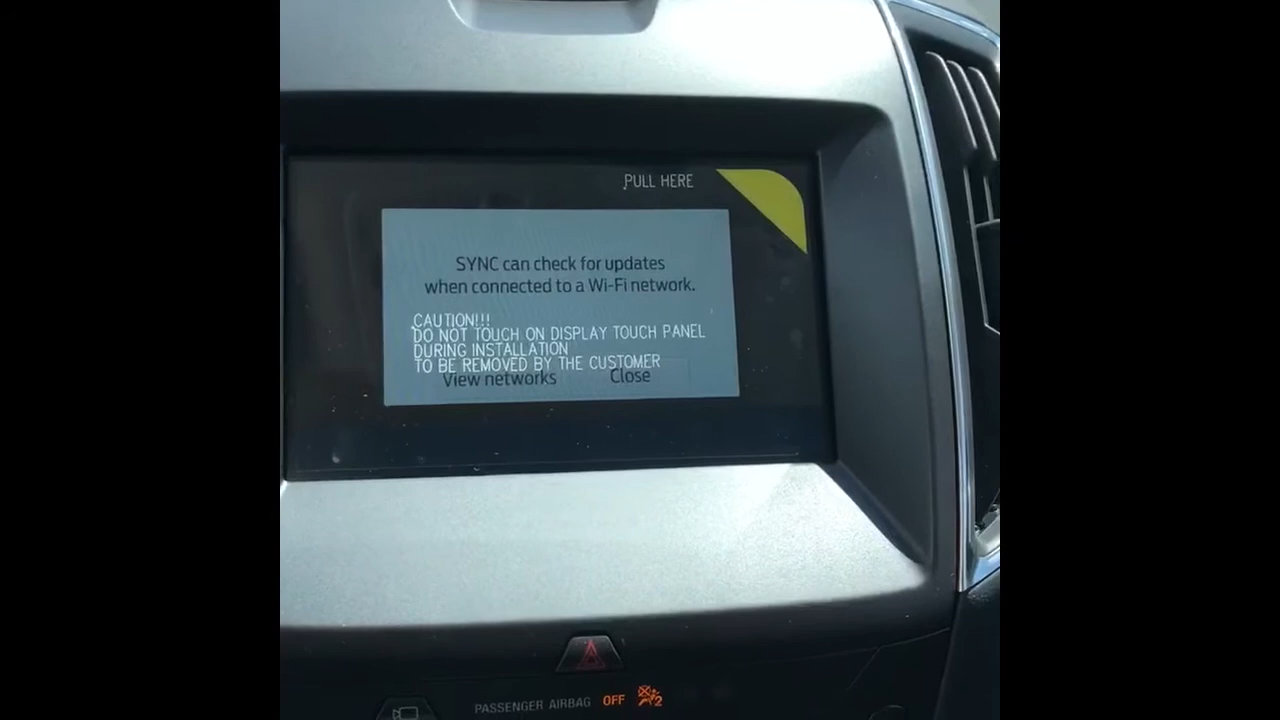 PULL HERE
SYNC can check for updates
when connected to a Wi-Fi network.
CAUTION!!!
DO NOT TOUCH ON DISPLAY TOUCH PANEL
DURING INSTALLATION
TO BE REMOVED BY THE CUSTOMER
View networks Close
PASSENGER AIRBAG OFF 2